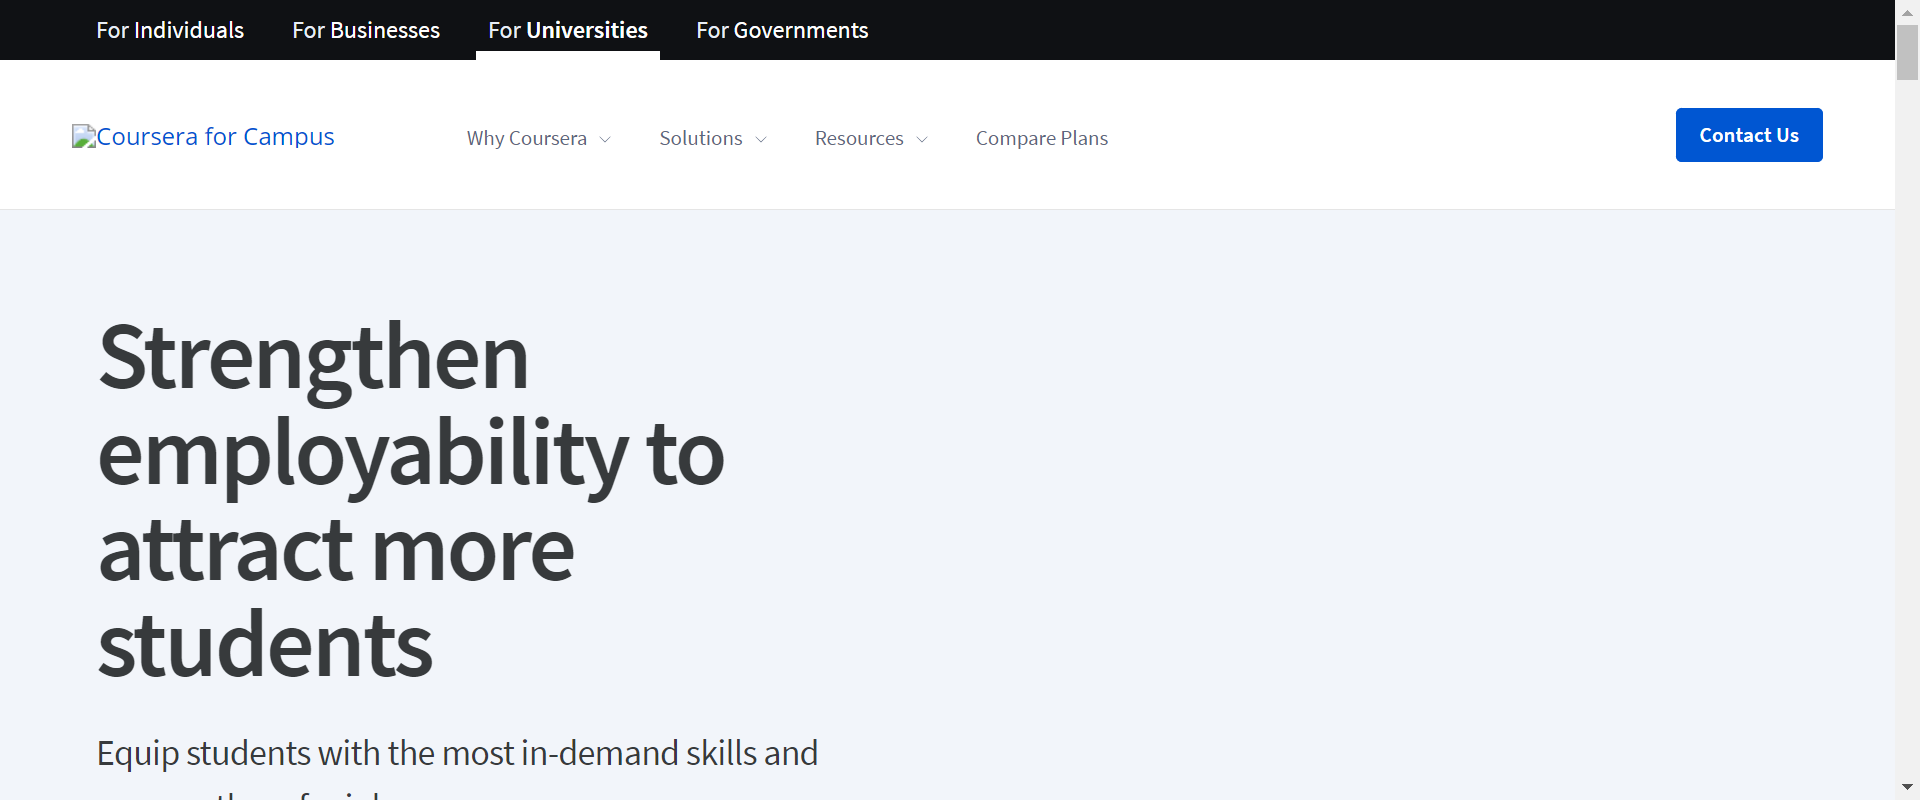 For Individuals For Businesses For Universities For Governments
Coursera for Campus Why Coursera Solutions Resources Compare Plans Contact Us
Strengthen
employability to
attract more
students
Equip students with the most in-demand skills and